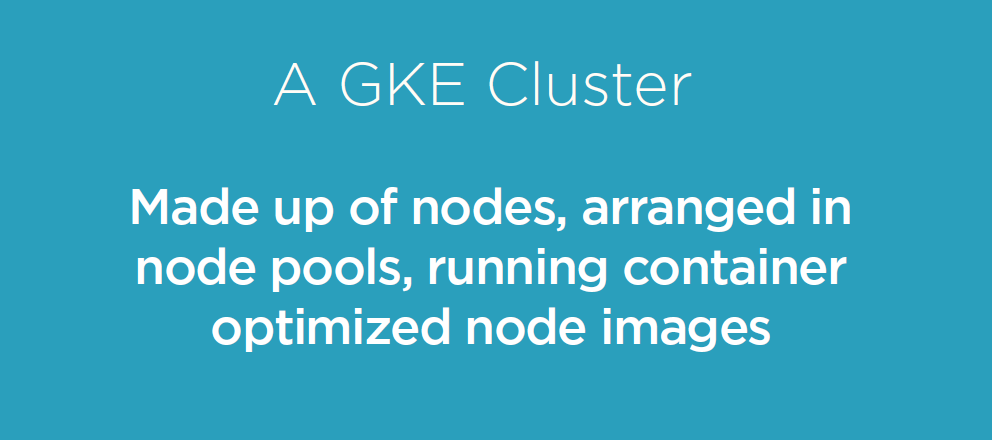 A GKE Cluster
Made up of nodes, arranged in
node pools, running container
optimized node images